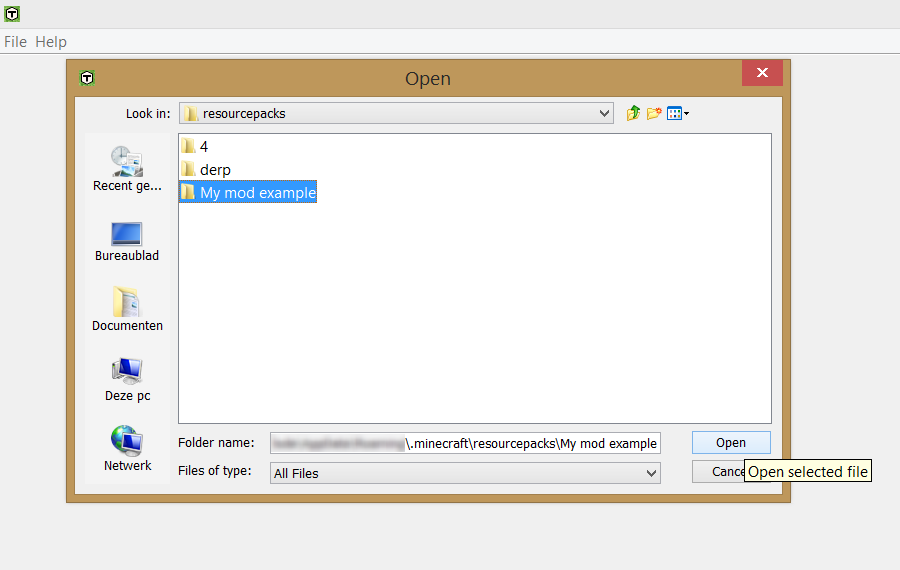 File Help
Open
Look in: resourcepacks
4
derp
My mod example
Recent ge...
Bureaublad
Documenten
Deze pc
Netwerk
Folder name: \.minecraft\resourcepacks\My mod example
Open
Files of type: All Files
Cance
Open selected file